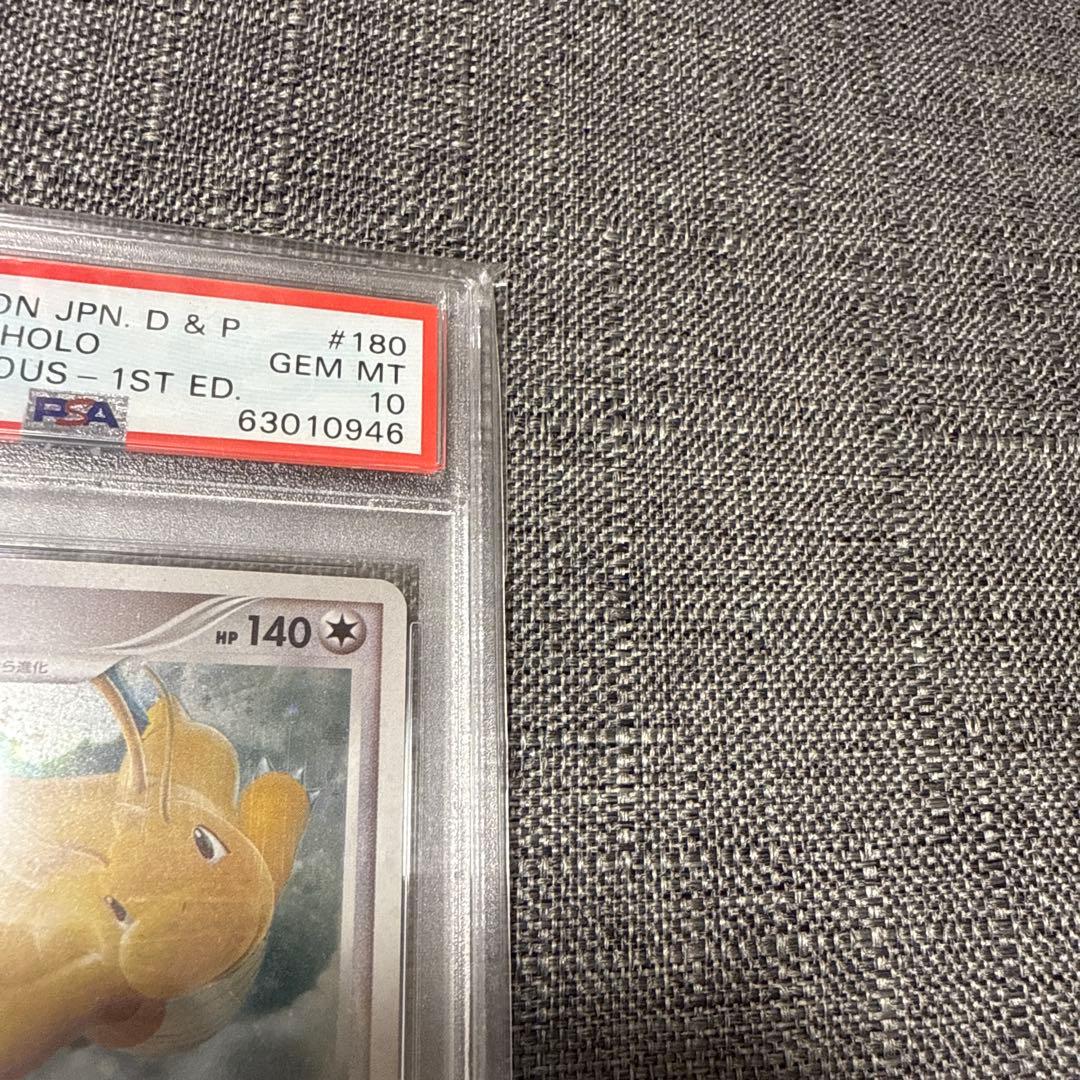 ON JPN. D & P #180
HOLO GEM MT
OUS – 1ST ED. 10
PSA 63010946
HP 140
ら進化